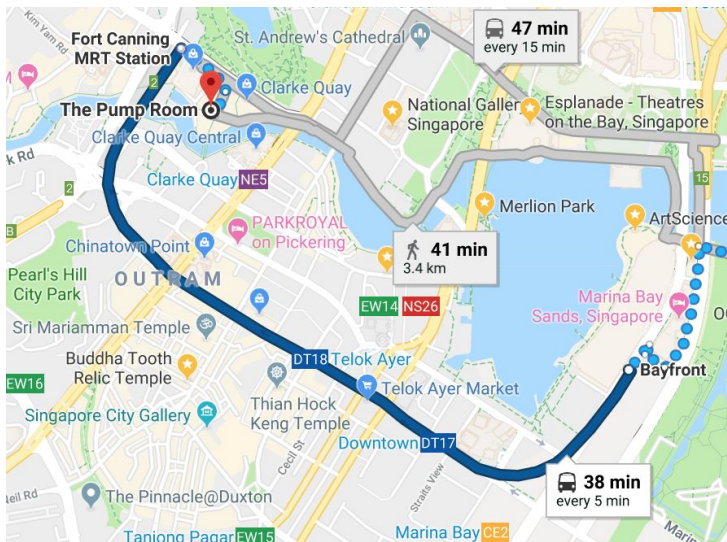 Kim Yam Rd
Fort Canning
MRT Station
St. Andrew's Cathedral
47 min
every 15 min
2
Clarke Quay
The Pump Room
National Galler
Singapore
Esplanade - Theatres
on the Bay, Singapore
Clarke Quay Central
k Rd
Clarke Quay NE5
2
15
Merlion Park
ArtScience
PARKROYAL
on Pickering
41 min
3.4 km
B
Chinatown Point
Pearl's Hill
City Park
OUTRAM
EW14 NS26
Marina Bay
Sands, Singapore
Sri Mariamman Temple
DT18 Telok Ayer
Buddha Tooth
Relic Temple
Bayfront
EW16
Telok Ayer Market
Thian Hock
Keng Temple
Singapore City Gallery
Downtown DT17
Cecil St
Straits View
38 min
every 5 min
Neil Rd
The Pinnacle@Duxton
Tanjong Pagar EW15
Marina Bay CE2